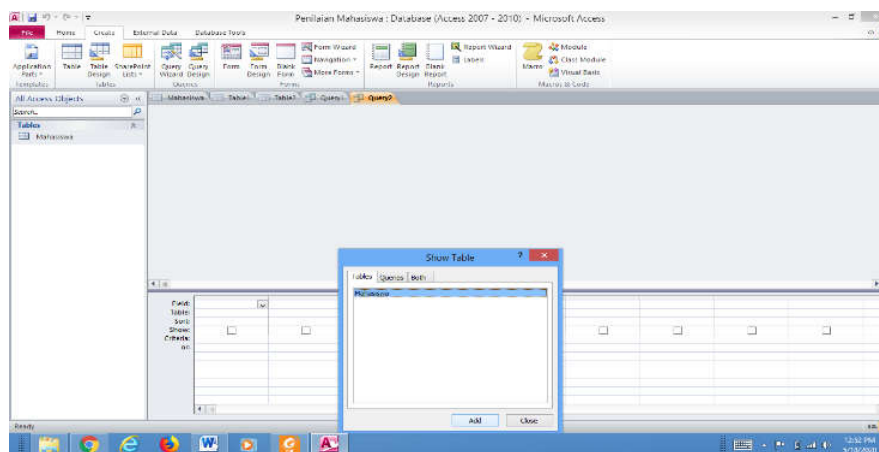 Penilaian Mahasiswa : Database (Access 2007 - 2010) - Microsoft Access
File Home Create External Data Database Tools
Application Parts Table Table Design SharePoint Lists Query Wizard Query Design Form Form Design Blank Form Form Wizard Navigation More Forms Report Report Design Blank Report Report Wizard Labels Macro Module Class Module Visual Basic
Templates Tables Queries Forms Reports Macros & Code
All Access Objects
Mahasiswa Table1 Query1 Query2
Search...
Tables
Mahasiswa
Show Table
Tables Queries Both
Mahasiswa
Field:
Table:
Sort:
Show:
Criteria:
or:
Add Close
Ready
12:52 PM
5/14/2020